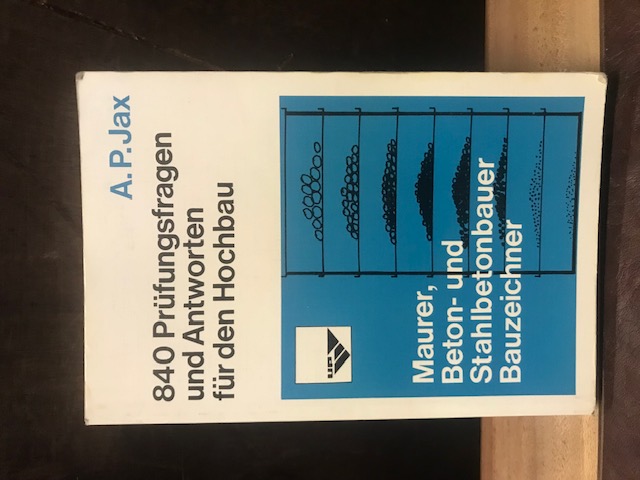 A. P. Jax
840 Prüfungsfragen
und Antworten
für den Hochbau
Maurer,
Beton- und
Stahlbetonbauer
Bauzeichner